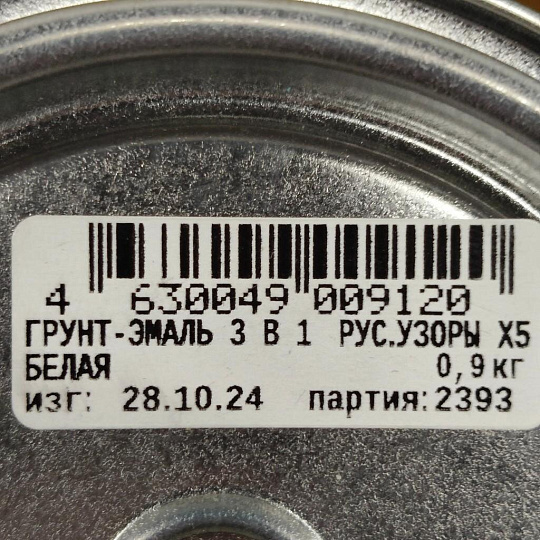 4 630049 009120
ГРУНТ-ЭМАЛЬ 3 В 1 РУС.УЗОРЫ Х5
БЕЛАЯ 0,9кг
изг: 28.10.24 партия:2393